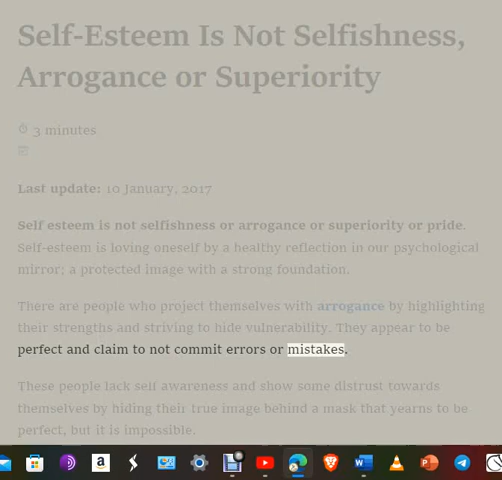 Self-Esteem Is Not Selfishness,
Arrogance or Superiority
3 minutes
Last update: 10 January, 2017
Self esteem is not selfishness or arrogance or superiority or pride.
Self-esteem is loving oneself by a healthy reflection in our psychological
mirror; a protected image with a strong foundation.
There are people who project themselves with arrogance by highlighting
their strengths and striving to hide vulnerability. They appear to be
perfect and claim to not commit errors or mistakes.
These people lack self awareness and show some distrust towards
themselves by hiding their true image behind a mask that yearns to be
perfect, but it is impossible.